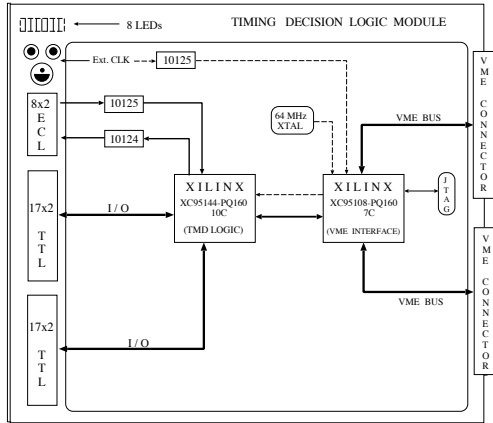 8 LEDs
TIMING DECISION LOGIC MODULE
Ext. CLK
10125
8x2
E
C
L
10125
10124
64 MHz
XTAL
VME BUS
V
M
E
C
O
N
N
E
C
T
O
R
XILINX
XC95144-PQ160
10C
(TMD LOGIC)
XILINX
XC95108-PQ160
7C
(VME INTERFACE)
J
T
A
G
17x2
T
T
L
I / O
17x2
T
T
L
I / O
VME BUS
V
M
E
C
O
N
N
E
C
T
O
R